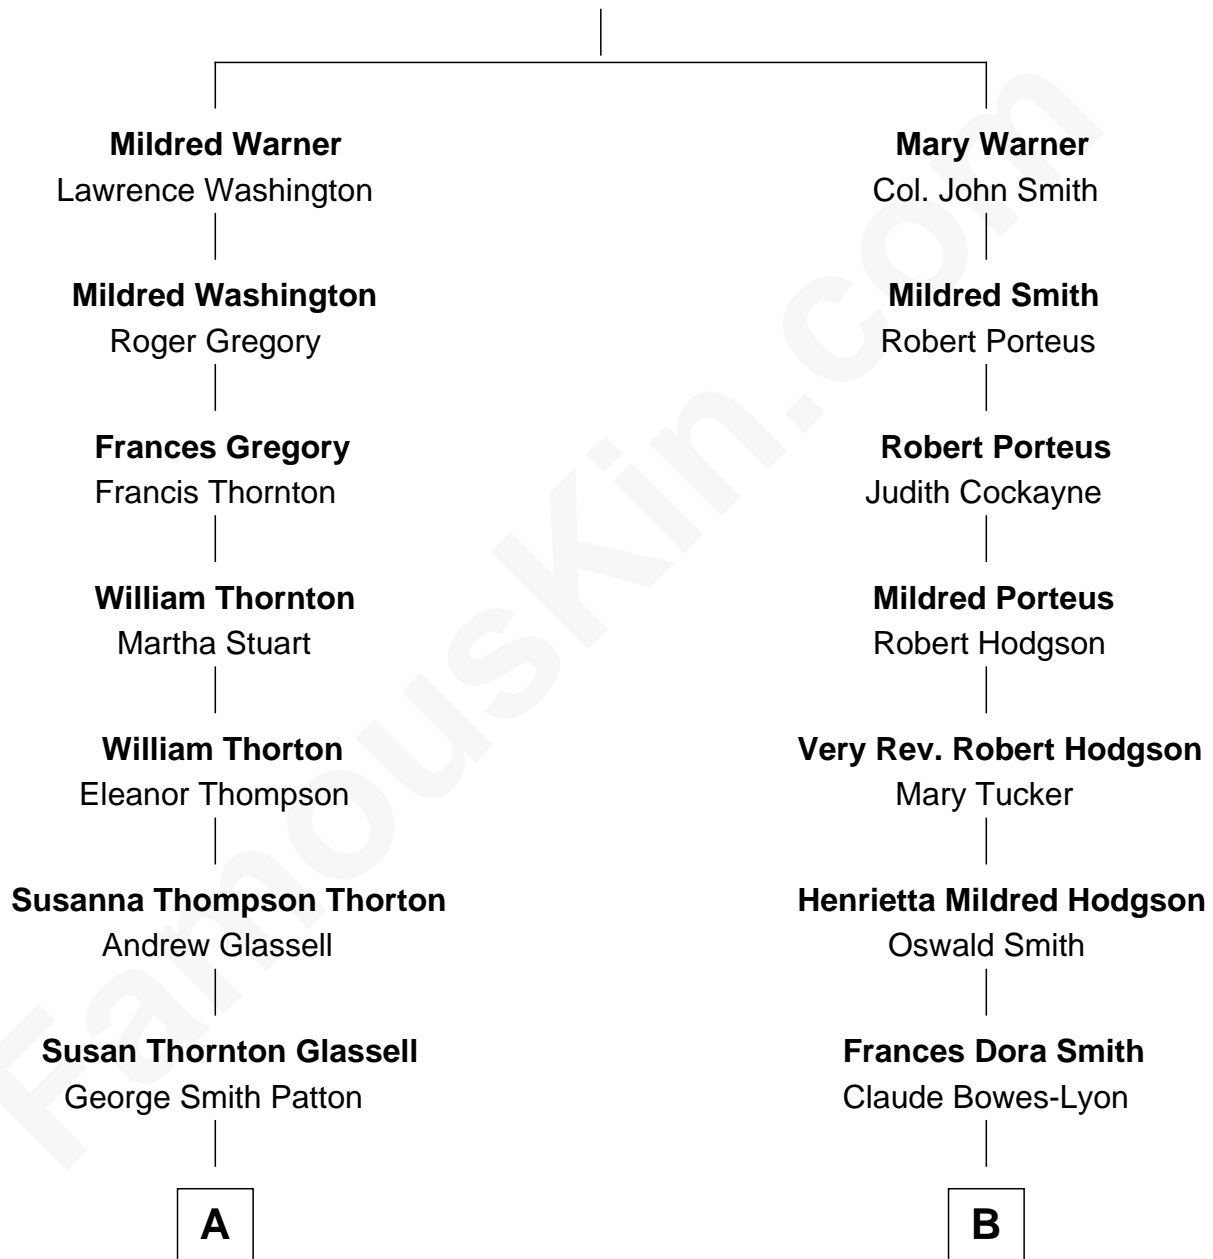 Mildred Warner
Lawrence Washington
Mary Warner
Col. John Smith
Mildred Washington
Roger Gregory
Mildred Smith
Robert Porteus
Frances Gregory
Francis Thornton
Robert Porteus
Judith Cockayne
William Thornton
Martha Stuart
Mildred Porteus
Robert Hodgson
William Thorton
Eleanor Thompson
Very Rev. Robert Hodgson
Mary Tucker
Susanna Thompson Thorton
Andrew Glassell
Henrietta Mildred Hodgson
Oswald Smith
Susan Thornton Glassell
George Smith Patton
Frances Dora Smith
Claude Bowes-Lyon
A
B
FamousKin.com